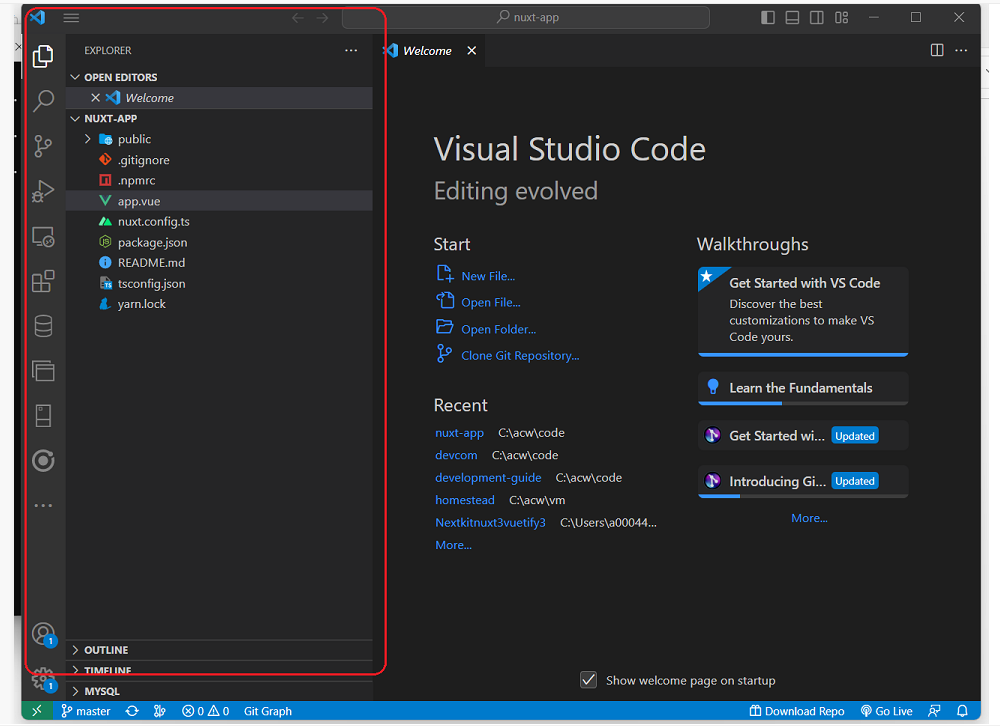 nuxt-app
EXPLORER
Welcome
OPEN EDITORS
Welcome
NUXT-APP
public
.gitignore
.npmrc
app.vue
nuxt.config.ts
package.json
README.md
tsconfig.json
yarn.lock
OUTLINE
TIMELINE
MYSQL
1
1
Visual Studio Code
Editing evolved
Start
New File...
Open File...
Open Folder...
Clone Git Repository...
Recent
nuxt-app C:\acw\code
devcom C:\acw\code
development-guide C:\acw\code
homestead C:\acw\vm
Nextkitnuxt3vuetify3 C:\Users\a00044...
More...
Walkthroughs
Get Started with VS Code
Discover the best
customizations to make VS
Code yours.
Learn the Fundamentals
Get Started wi... Updated
Introducing Gi... Updated
More...
Show welcome page on startup
master 0 0 Git Graph Download Repo Go Live